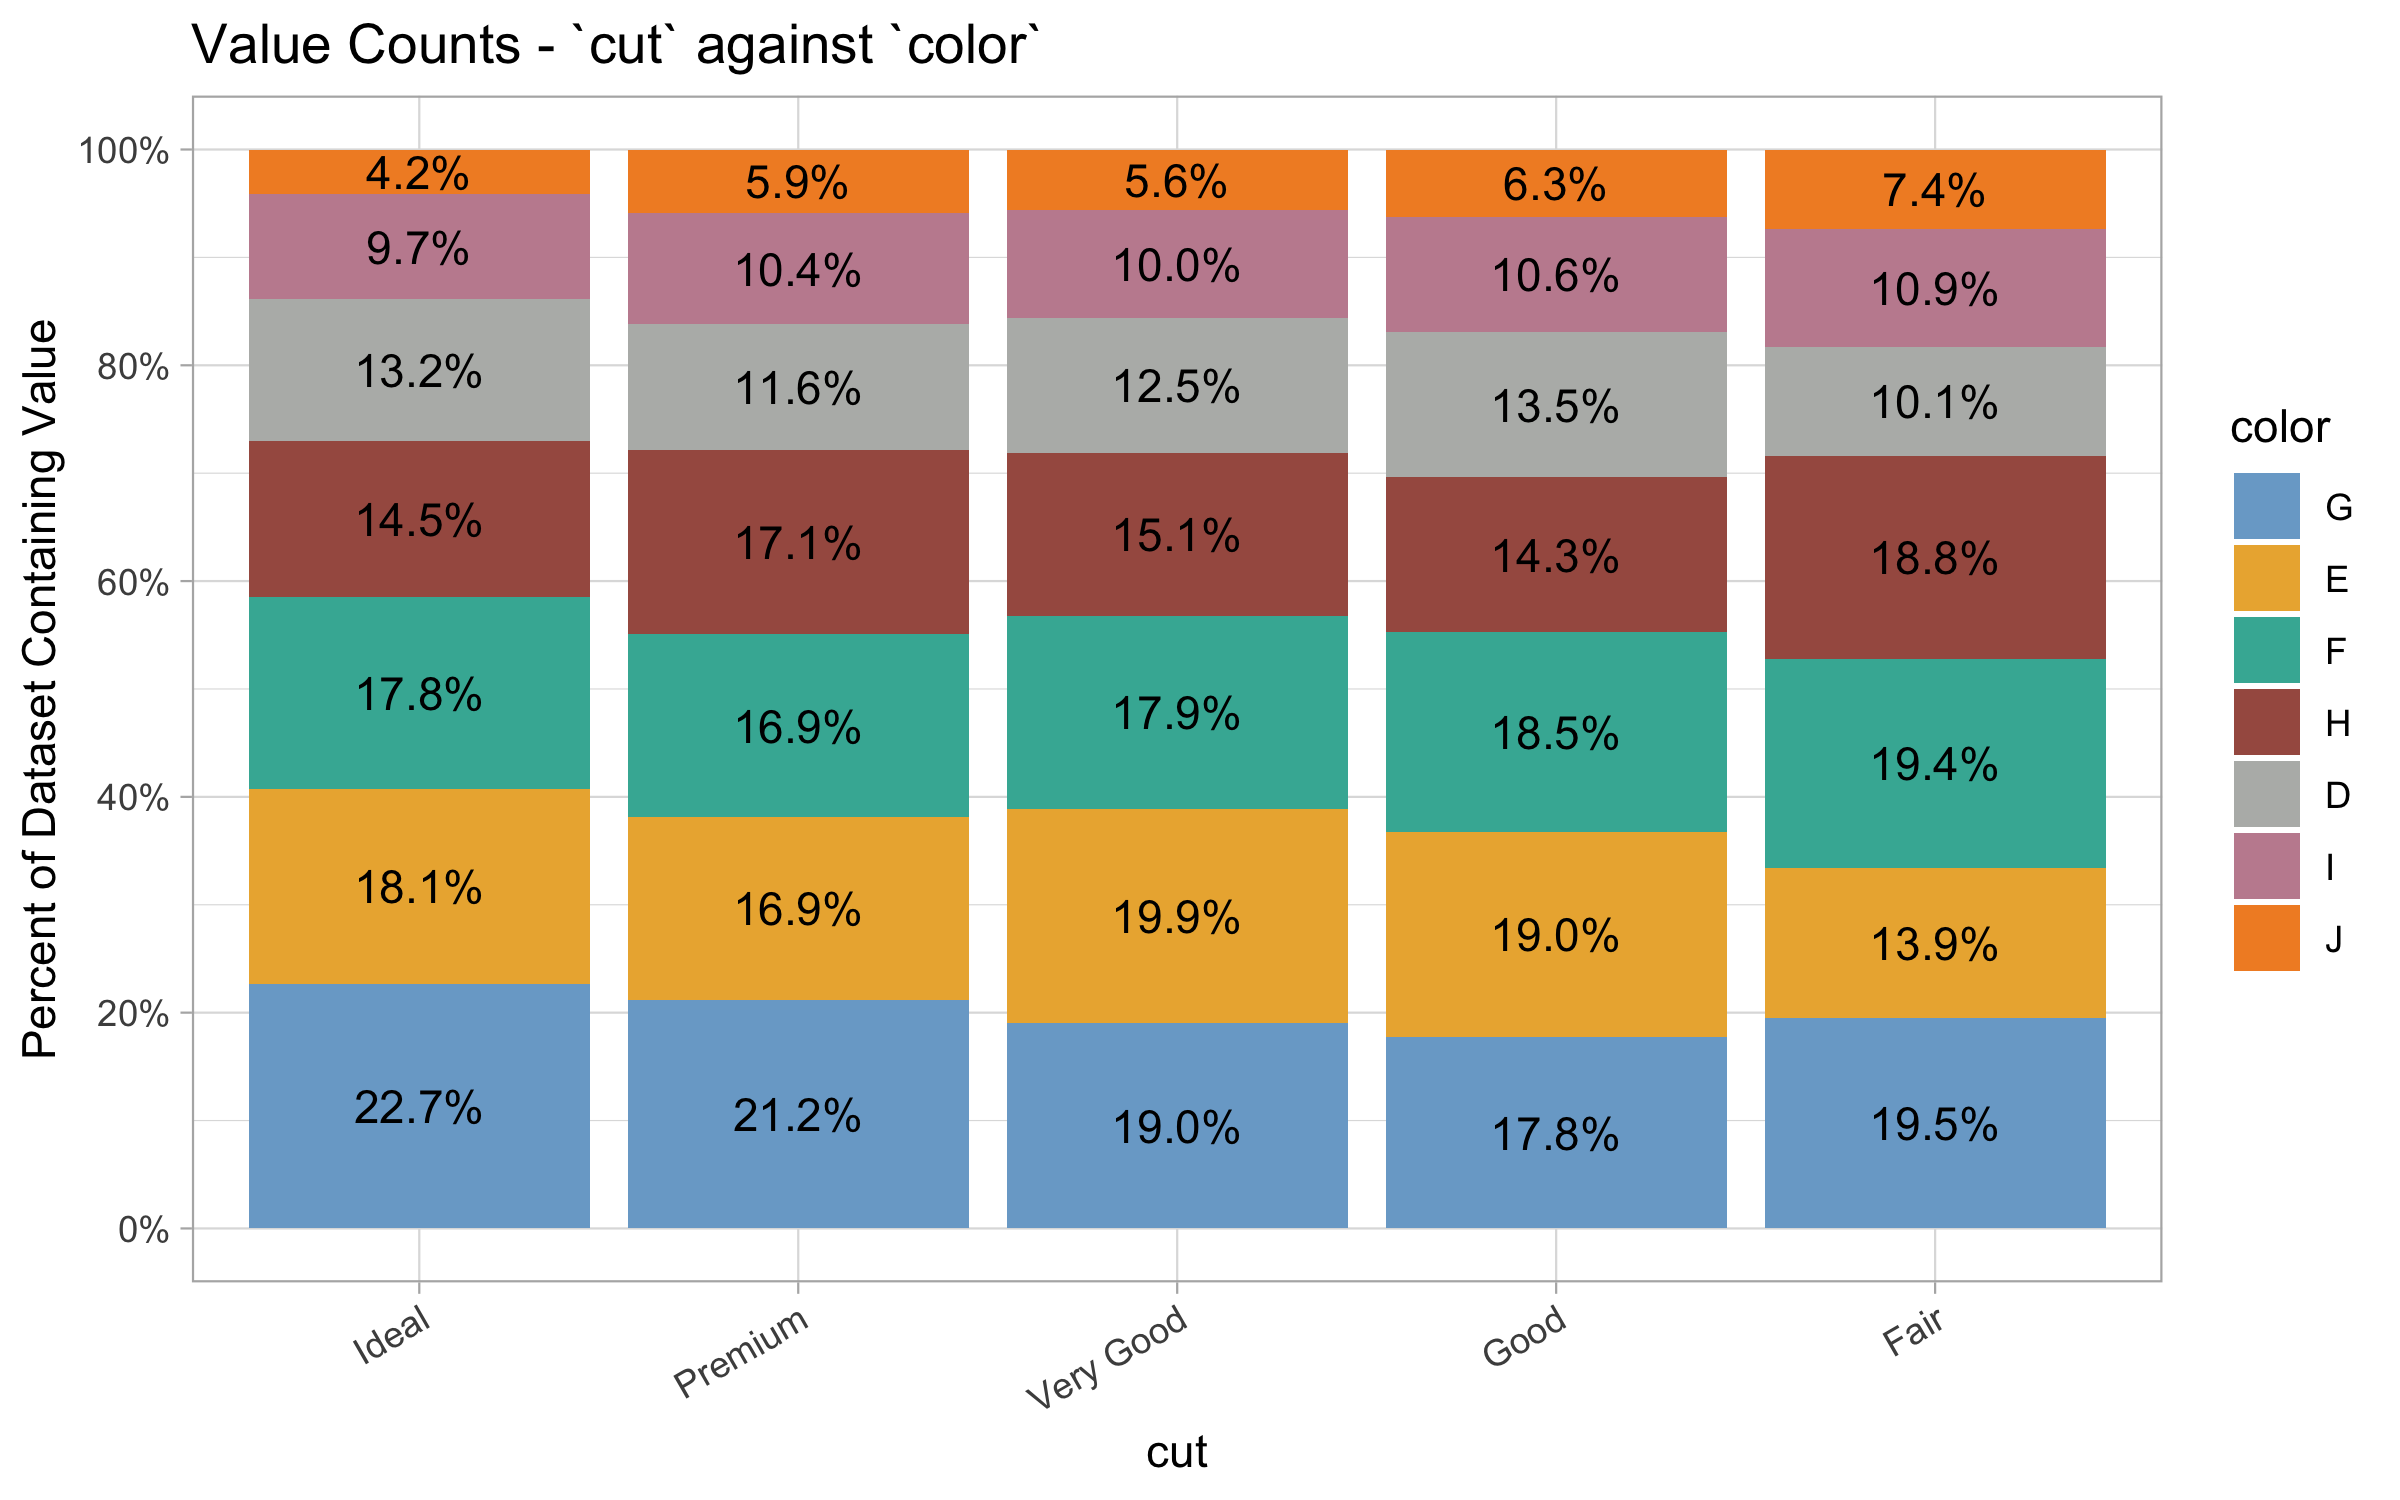 Value Counts - `cut` against `color`
Percent of Dataset Containing Value
100%
80%
60%
40%
20%
0%
4.2%
9.7%
13.2%
14.5%
17.8%
18.1%
22.7%
5.9%
10.4%
11.6%
17.1%
16.9%
16.9%
21.2%
5.6%
10.0%
12.5%
15.1%
17.9%
19.9%
19.0%
6.3%
10.6%
13.5%
14.3%
18.5%
19.0%
17.8%
7.4%
10.9%
10.1%
18.8%
19.4%
13.9%
19.5%
Ideal
Premium
Very Good
Good
Fair
cut
color
G
E
F
H
D
I
J